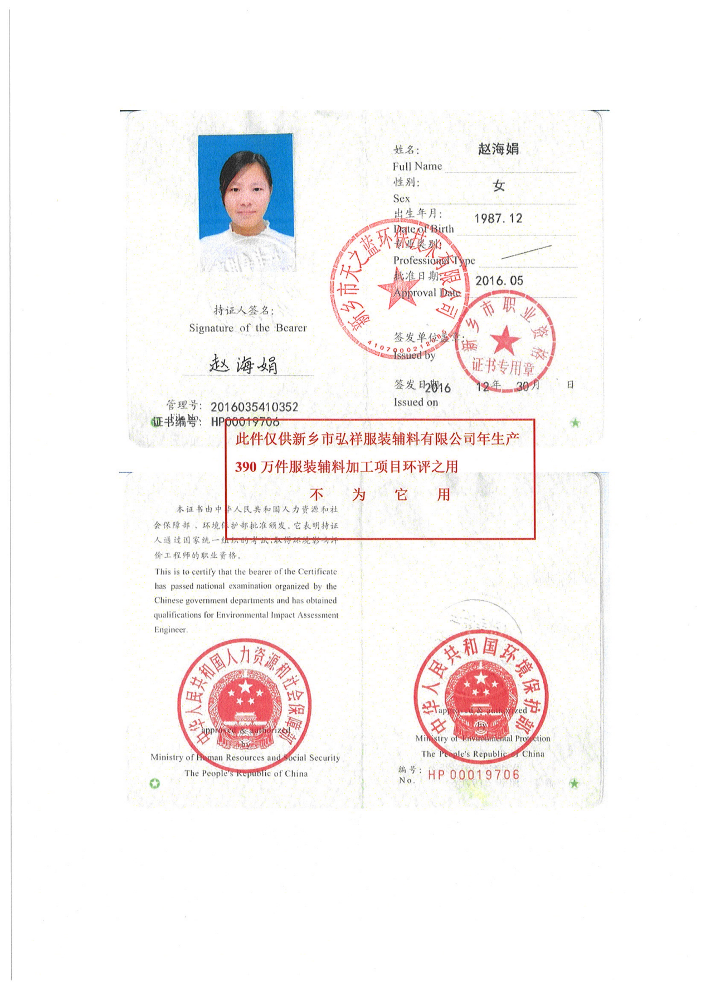 姓名：
赵海娟
Full Name
性别：
女
Sex
出生年月：
1987.12
Date of Birth
专业类别：
Professional Type
批准日期：
2016.05
Approval Date
新乡市天之蓝环保技术有限公司
持证人签名：
Signature of the Bearer
赵海娟
签发单位盖章：
Issued by
新乡市职业资格
证书专用章
签发日期：
2016 12年 30月 日
Issued on
管理号：2016035410352
File No.
证书编号：HP00019706
此件仅供新乡市弘祥服装辅料有限公司年生产
390 万件服装辅料加工项目环评之用
不 为 它 用
本证书由中华人民共和国人力资源和社
会保障部、环境保护部批准颁发。它表明持证
人通过国家统一组织的考试,取得环境影响评
价工程师的职业资格。
This is to certify that the bearer of the Certificate
has passed national examination organized by the
Chinese government departments and has obtained
qualifications for Environmental Impact Assessment
Engineer.
中华人民共和国人力资源和社会保障部
approved & authorized
by
Ministry of Human Resources and Social Security
The People's Republic of China
中华人民共和国环境保护部
approved & authorized
by
Ministry of Environmental Protection
The People's Republic of China
编号：
HP 00019706
No.